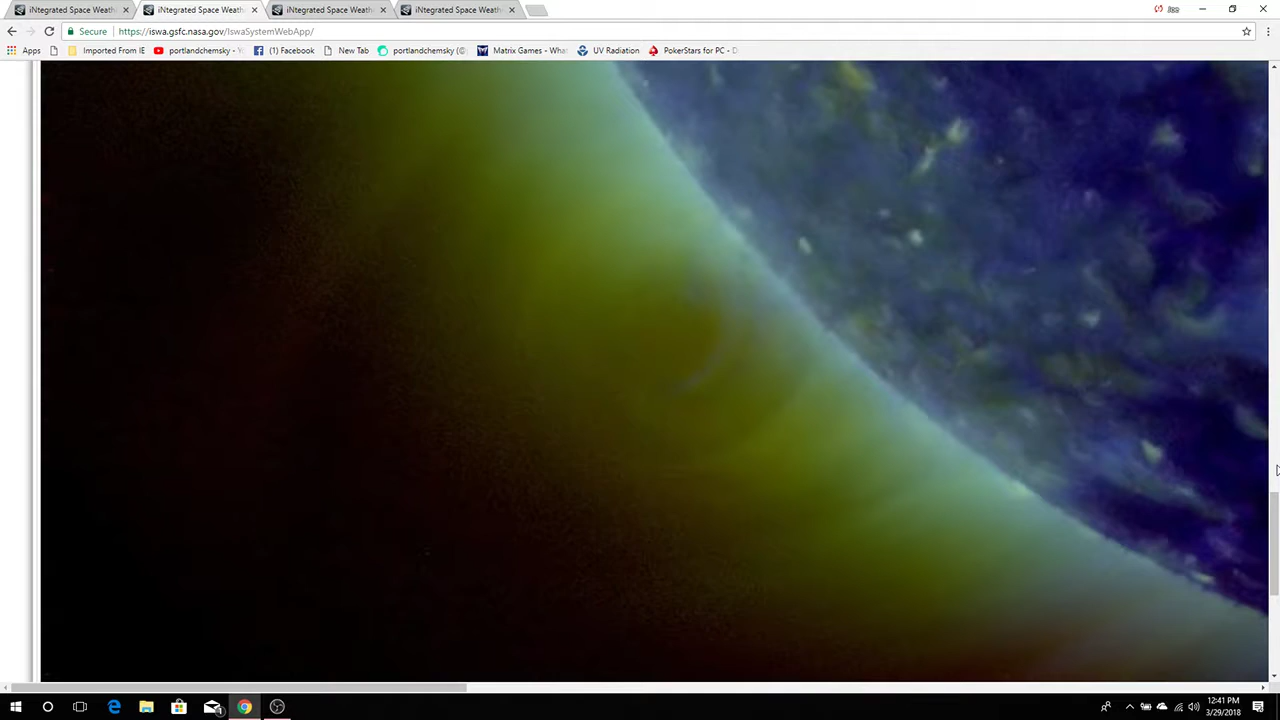 iNtegrated Space Weath
iNtegrated Space Weath
iNtegrated Space Weath
iNtegrated Space Weath
Secure
https://iswa.gsfc.nasa.gov/IswaSystemWebApp/
Apps
Imported From IE
portlandchemsky - Y
(1) Facebook
New Tab
portlandchemsky (@
Matrix Games - What
UV Radiation
PokerStars for PC - D
12:41 PM
3/29/2018